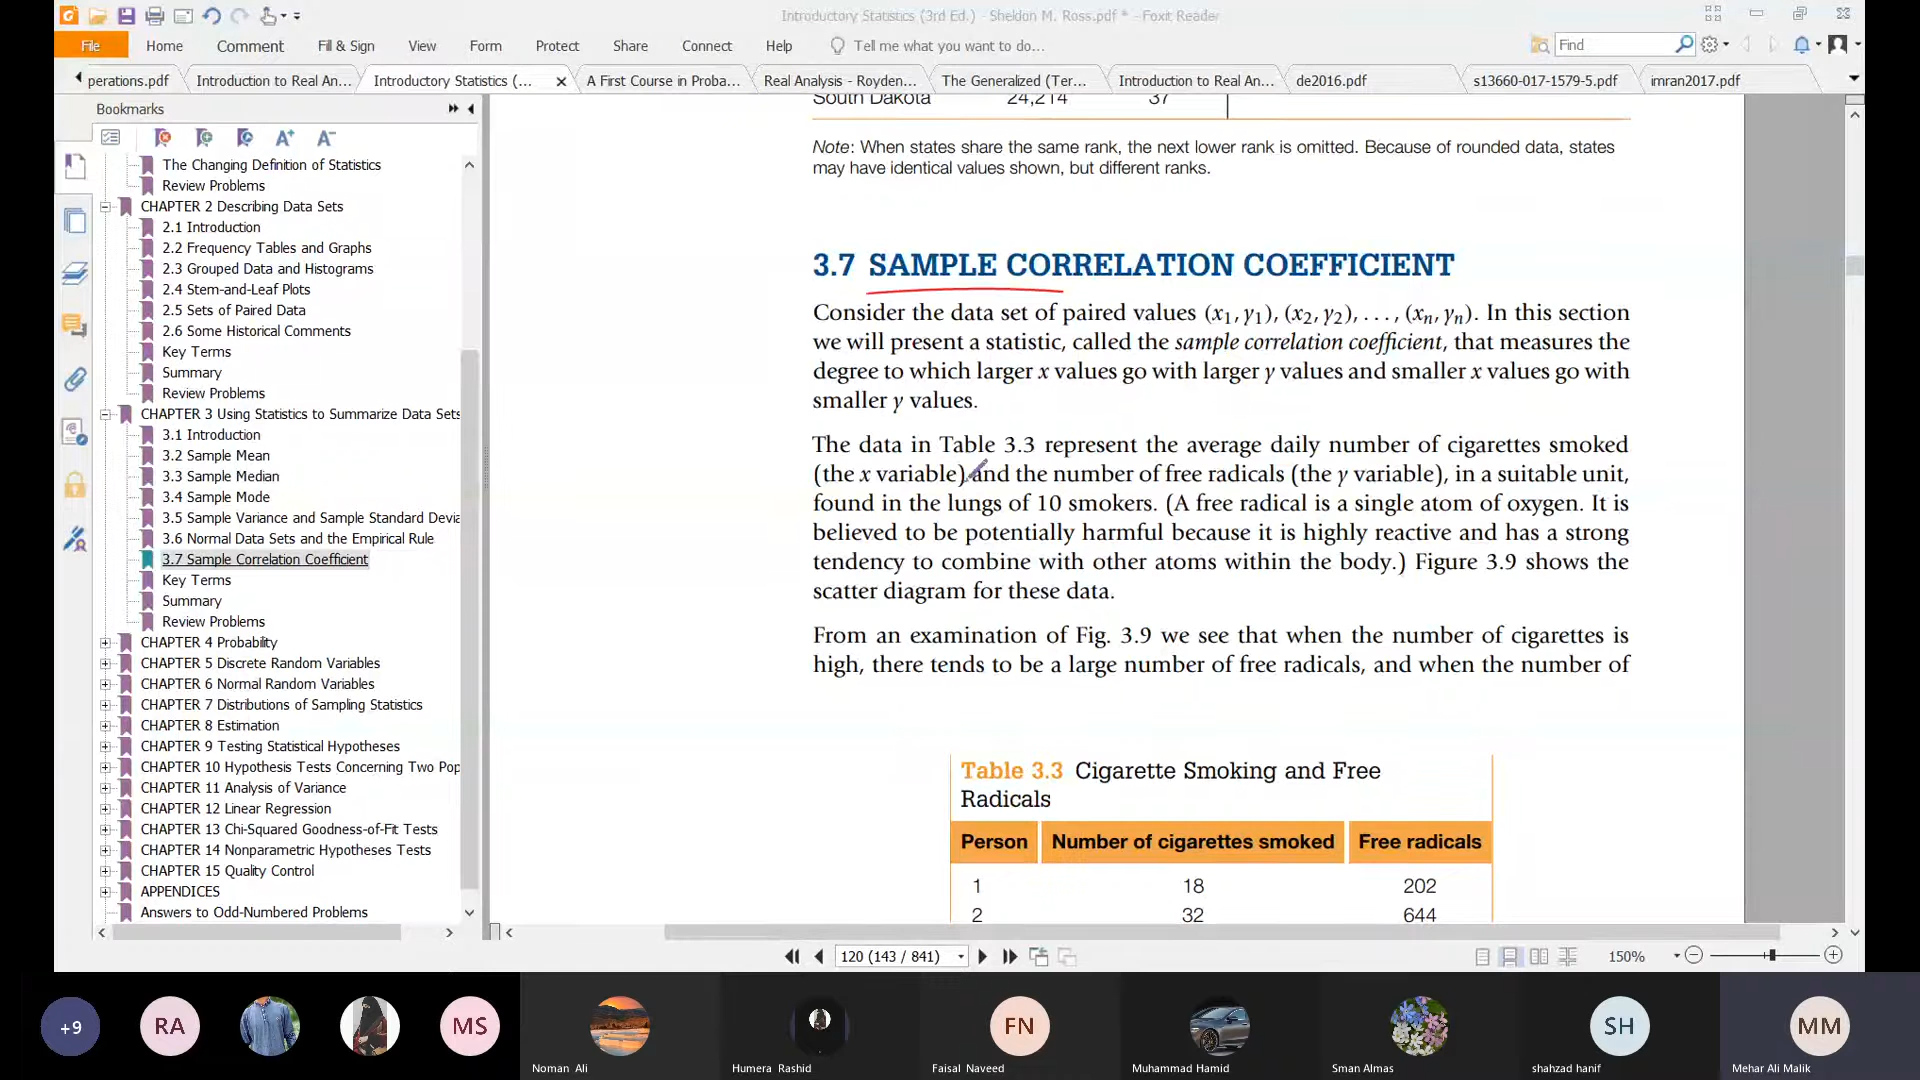 Introductory Statistics (3rd Ed.) - Sheldon M. Ross.pdf * - Foxit Reader
File Home Comment Fill & Sign View Form Protect Share Connect Help Tell me what you want to do... Find
perations.pdf Introduction to Real An... Introductory Statistics (... A First Course in Proba... Real Analysis - Royden... The Generalized (Ter... Introduction to Real An... de2016.pdf s13660-017-1579-5.pdf imran2017.pdf
Bookmarks
The Changing Definition of Statistics
Review Problems
CHAPTER 2 Describing Data Sets
2.1 Introduction
2.2 Frequency Tables and Graphs
2.3 Grouped Data and Histograms
2.4 Stem-and-Leaf Plots
2.5 Sets of Paired Data
2.6 Some Historical Comments
Key Terms
Summary
Review Problems
CHAPTER 3 Using Statistics to Summarize Data Sets
3.1 Introduction
3.2 Sample Mean
3.3 Sample Median
3.4 Sample Mode
3.5 Sample Variance and Sample Standard Devia
3.6 Normal Data Sets and the Empirical Rule
3.7 Sample Correlation Coefficient
Key Terms
Summary
Review Problems
CHAPTER 4 Probability
CHAPTER 5 Discrete Random Variables
CHAPTER 6 Normal Random Variables
CHAPTER 7 Distributions of Sampling Statistics
CHAPTER 8 Estimation
CHAPTER 9 Testing Statistical Hypotheses
CHAPTER 10 Hypothesis Tests Concerning Two Pop
CHAPTER 11 Analysis of Variance
CHAPTER 12 Linear Regression
CHAPTER 13 Chi-Squared Goodness-of-Fit Tests
CHAPTER 14 Nonparametric Hypotheses Tests
CHAPTER 15 Quality Control
APPENDICES
Answers to Odd-Numbered Problems
South Dakota 24,214 37
Note: When states share the same rank, the next lower rank is omitted. Because of rounded data, states
may have identical values shown, but different ranks.
3.7 SAMPLE CORRELATION COEFFICIENT
Consider the data set of paired values (x₁, y₁), (x₂, y₂), . . . , (xₙ, yₙ). In this section
we will present a statistic, called the sample correlation coefficient, that measures the
degree to which larger x values go with larger y values and smaller x values go with
smaller y values.
The data in Table 3.3 represent the average daily number of cigarettes smoked
(the x variable) and the number of free radicals (the y variable), in a suitable unit,
found in the lungs of 10 smokers. (A free radical is a single atom of oxygen. It is
believed to be potentially harmful because it is highly reactive and has a strong
tendency to combine with other atoms within the body.) Figure 3.9 shows the
scatter diagram for these data.
From an examination of Fig. 3.9 we see that when the number of cigarettes is
high, there tends to be a large number of free radicals, and when the number of
Table 3.3 Cigarette Smoking and Free
Radicals
Person Number of cigarettes smoked Free radicals
1 18 202
2 32 644
120 (143 / 841) 150%
+9 RA MS FN SH MM
Noman Ali Humera Rashid Faisal Naveed Muhammad Hamid Sman Almas shahzad hanif Mehar Ali Malik